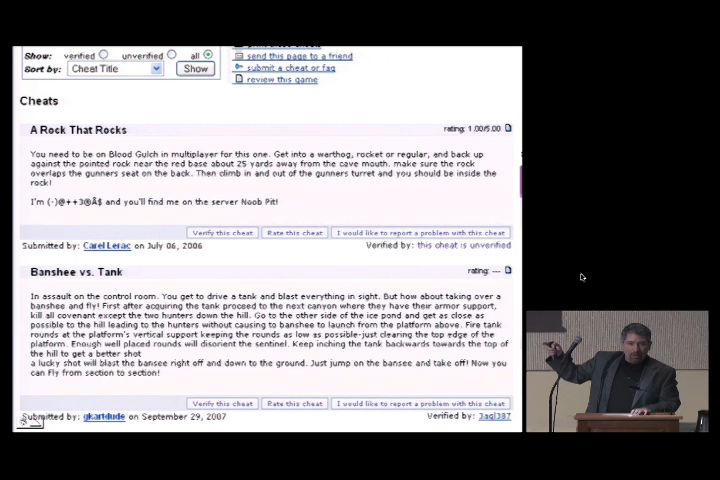 Show: verified unverified all
send this page to a friend
Sort by: Cheat Title Show
submit a cheat or faq
review this game
Cheats
A Rock That Rocks
rating: 1.00/5.00
You need to be on Blood Gulch in multiplayer for this one. Get into a warthog, rocket or regular, and back up
against the pointed rock near the red base about 25 yards away from the cave mouth. make sure the rock
overlaps the gunners seat on the back. Then climb in and out of the gunners turret and you should be inside the
rock!
I'm (-)@++3®Å$ and you'll find me on the server Noob Pit!
Verify this cheat Rate this cheat I would like to report a problem with this cheat
Submitted by: Carel Lerac on July 06, 2006 Verified by: this cheat is unverified
Banshee vs. Tank
rating: ---
In assault on the control room. You get to drive a tank and blast everything in sight. But how about taking over a
banshee and fly! First after acquiring the tank proceed to the next canyon where they have their armor support,
kill all covenant except the two hunters down the hill. Go to the other side of the ice pond and get as close as
possible to the hill leading to the hunters without causing to banshee to launch from the platform above. Fire tank
rounds at the platform's vertical support keeping the rounds as low as possible-just clearing the top edge of the
platform. Enough well placed rounds will disorient the sentinel. Keep inching the tank backwards towards the top of
the hill to get a better shot
a lucky shot will blast the banshee right off and down to the ground. Just jump on the bansee and take off! Now you
can Fly from section to section!
Verify this cheat Rate this cheat I would like to report a problem with this cheat
Submitted by: gkartdude on September 29, 2007 Verified by: